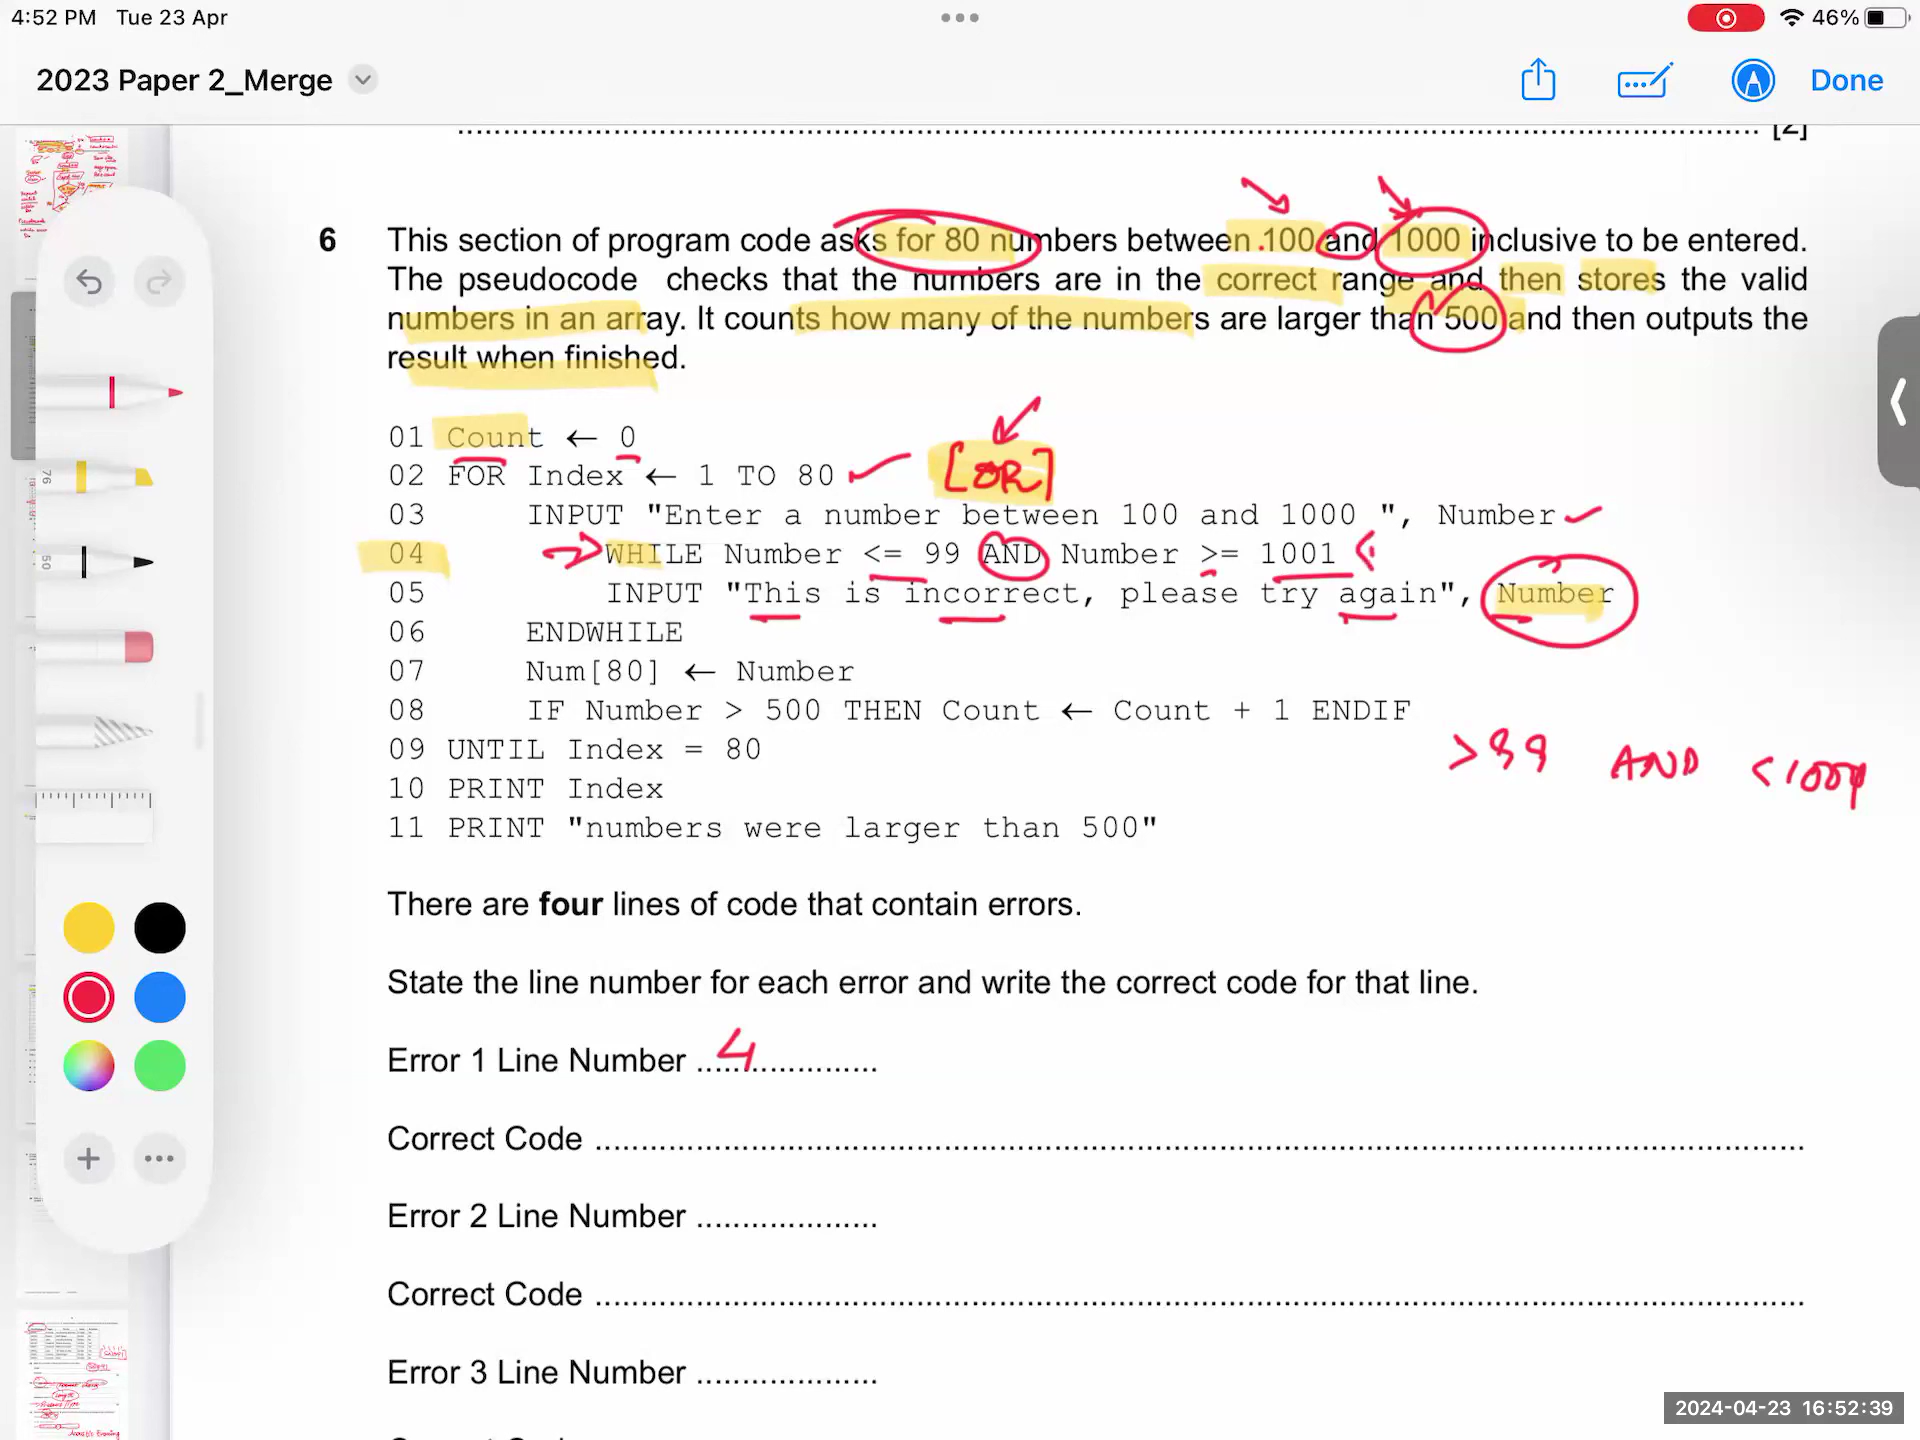 4:52 PM Tue 23 Apr
46%
2023 Paper 2_Merge
Done
[2]
6 This section of program code asks for 80 numbers between 100 and 1000 inclusive to be entered.
The pseudocode checks that the numbers are in the correct range and then stores the valid
numbers in an array. It counts how many of the numbers are larger than 500 and then outputs the
result when finished.
01 Count ← 0
02 FOR Index ← 1 TO 80
[OR]
03 INPUT "Enter a number between 100 and 1000 ", Number
04 WHILE Number <= 99 AND Number >= 1001
05 INPUT "This is incorrect, please try again", Number
06 ENDWHILE
07 Num[80] ← Number
08 IF Number > 500 THEN Count ← Count + 1 ENDIF
09 UNTIL Index = 80
>99 AND <1001
10 PRINT Index
11 PRINT "numbers were larger than 500"
There are four lines of code that contain errors.
State the line number for each error and write the correct code for that line.
Error 1 Line Number ...4.................
Correct Code ....................
Error 2 Line Number ....................
Correct Code ....................
Error 3 Line Number ....................
76
50
2024-04-23 16:52:39